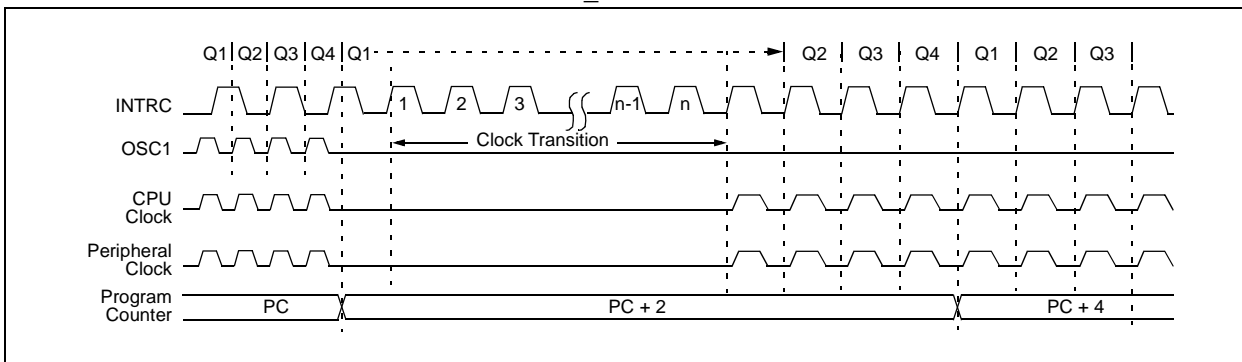 Q1 Q2 Q3 Q4 Q1 Q2 Q3 Q4 Q1 Q2 Q3
INTRC 1 2 3 n-1 n
Clock Transition
OSC1
CPU
Clock
Peripheral
Clock
Program
Counter
PC PC + 2 PC + 4